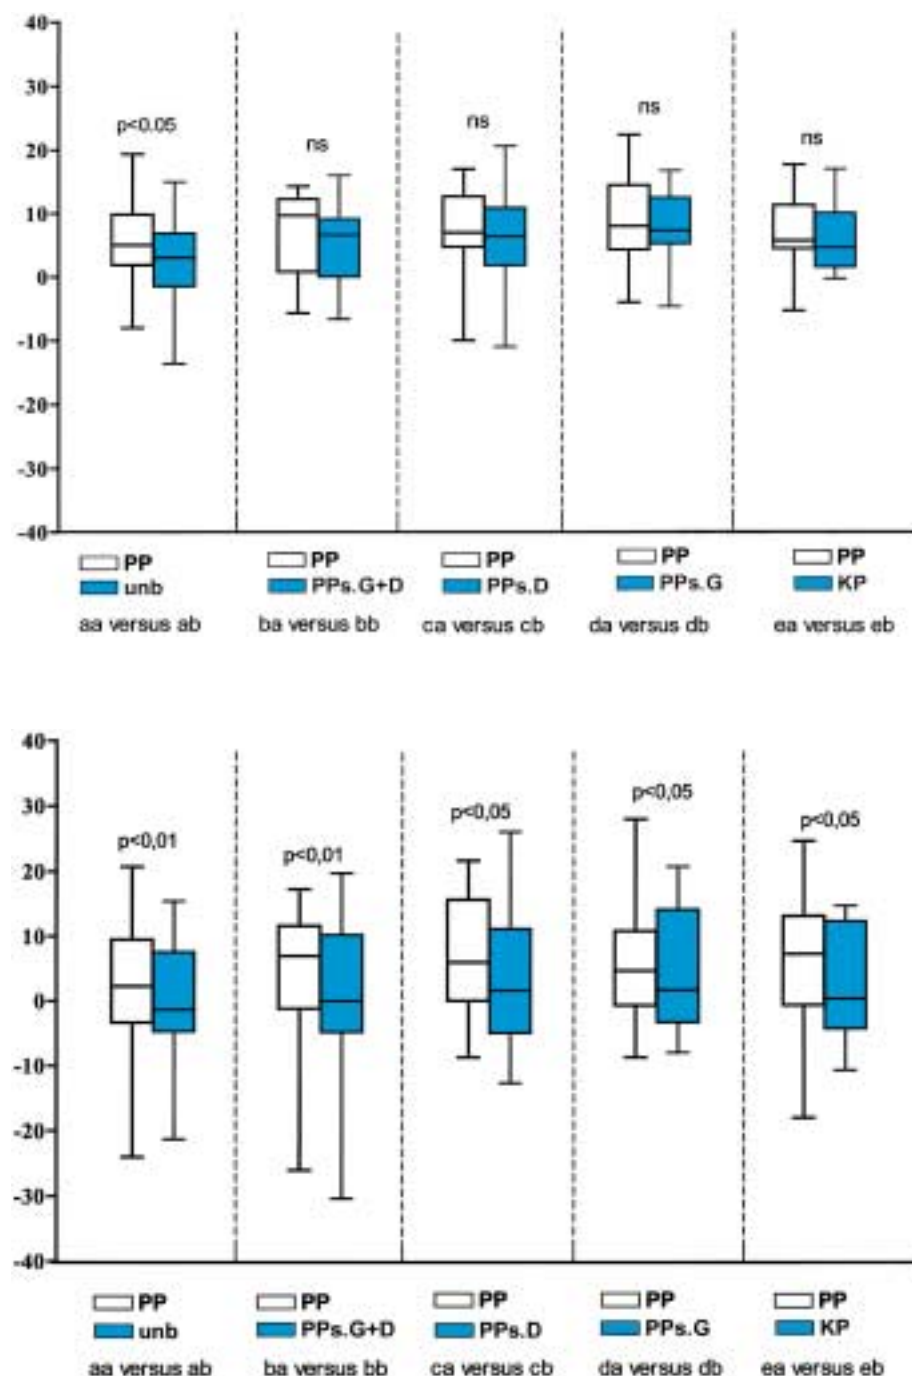 40
30
20
10
0
-10
-20
-30
-40
p<0.05
ns
ns
ns
ns
PP PP PP PP PP
unb PPs.G+D PPs.D PPs.G KP
aa versus ab ba versus bb ca versus cb da versus db ea versus eb
40
30
20
10
0
-10
-20
-30
-40
p<0,01
p<0,01
p<0,05
p<0,05
p<0,05
PP PP PP PP PP
unb PPs.G+D PPs.D PPs.G KP
aa versus ab ba versus bb ca versus cb da versus db ea versus eb